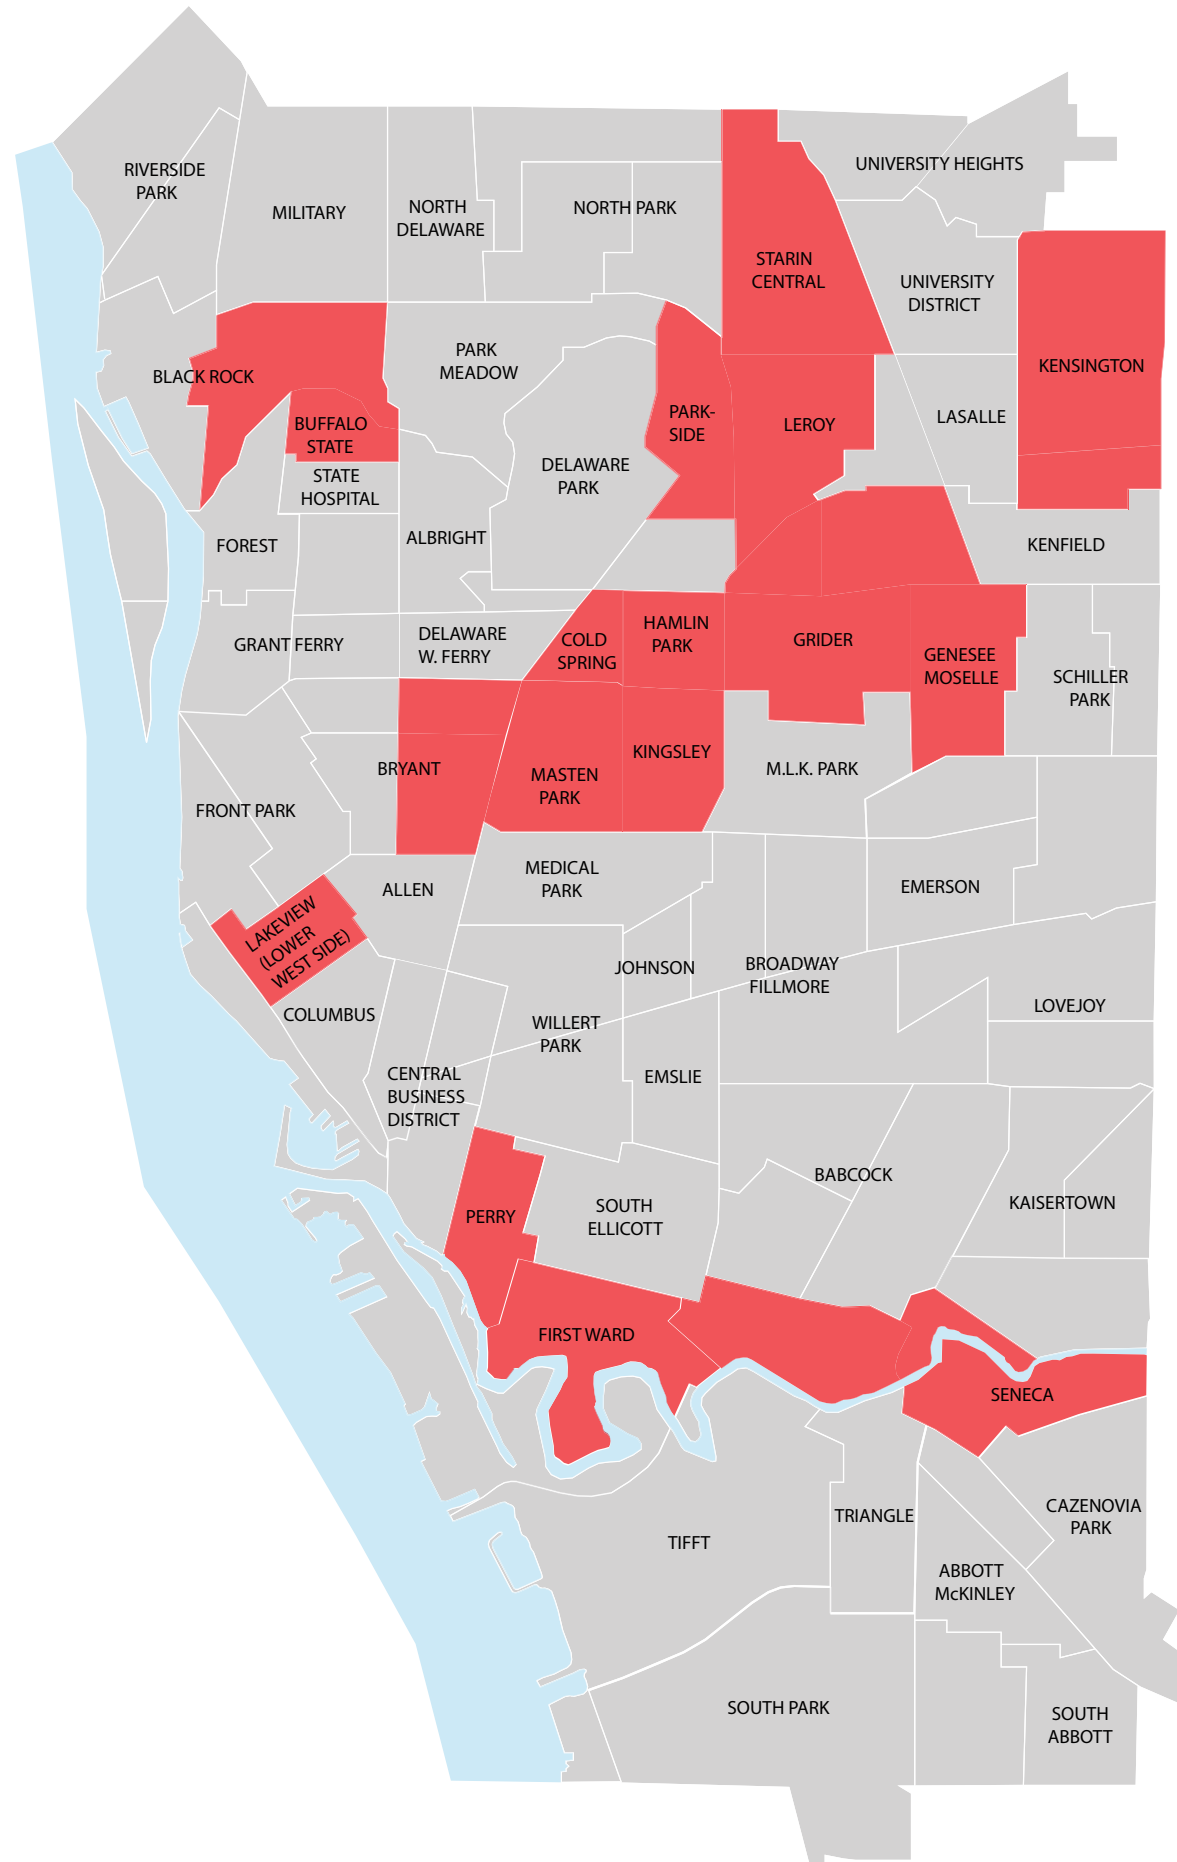 RIVERSIDE
PARK
MILITARY
NORTH
DELAWARE
NORTH PARK
UNIVERSITY HEIGHTS
STARIN
CENTRAL
UNIVERSITY
DISTRICT
KENSINGTON
BLACK ROCK
PARK
MEADOW
BUFFALO
STATE
PARK-
SIDE
LEROY
LASALLE
STATE
HOSPITAL
DELAWARE
PARK
FOREST
ALBRIGHT
KENFIELD
GRANT FERRY
DELAWARE
W. FERRY
COLD
SPRING
HAMLIN
PARK
GRIDER
GENESEE
MOSELLE
SCHILLER
PARK
BRYANT
MASTEN
PARK
KINGSLEY
M.L.K. PARK
FRONT PARK
ALLEN
MEDICAL
PARK
EMERSON
LAKEVIEW
(LOWER
WEST SIDE)
COLUMBUS
JOHNSON
BROADWAY
FILLMORE
LOVEJOY
WILLERT
PARK
CENTRAL
BUSINESS
DISTRICT
EMSLIE
BABCOCK
KAISERTOWN
PERRY
SOUTH
ELLICOTT
FIRST WARD
SENECA
TIFFT
TRIANGLE
CAZENOVIA
PARK
ABBOTT
McKINLEY
SOUTH PARK
SOUTH
ABBOTT